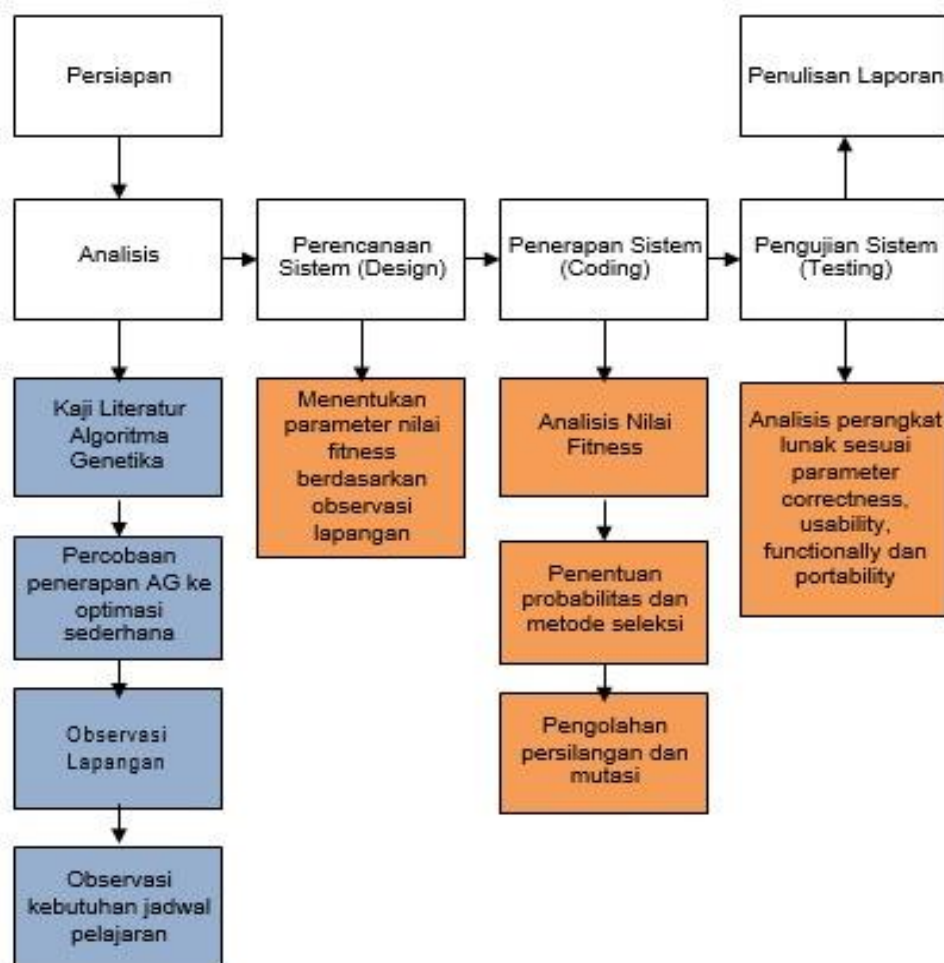 Persiapan
Penulisan Laporan
Analisis
Perencanaan
Sistem (Design)
Penerapan Sistem
(Coding)
Pengujian Sistem
(Testing)
Kaji Literatur
Algoritma
Genetika
Menentukan
parameter nilai
fitness
berdasarkan
observasi
lapangan
Analisis Nilai
Fitness
Analisis perangkat
lunak sesuai
parameter
correctness,
usability,
functionally dan
portability
Percobaan
penerapan AG ke
optimasi
sederhana
Penentuan
probabilitas dan
metode seleksi
Observasi
Lapangan
Pengolahan
persilangan dan
mutasi
Observasi
kebutuhan jadwal
pelajaran